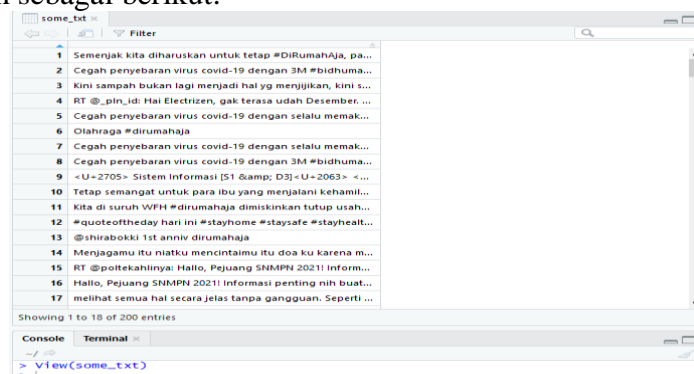 sebagai berikut.
some_txt
Filter
1 Semenjak kita diharuskan untuk tetap #DiRumahAja, pa...
2 Cegah penyebaran virus covid-19 dengan 3M #bidhuma...
3 Kini sampah bukan lagi menjadi hal yg menjijikan, kini s...
4 RT @_pln_id: Hai Electrizen, gak terasa udah Desember. ...
5 Cegah penyebaran virus covid-19 dengan selalu memak...
6 Olahraga #dirumahaja
7 Cegah penyebaran virus covid-19 dengan selalu memak...
8 Cegah penyebaran virus covid-19 dengan 3M #bidhuma...
9 <U+2705> Sistem Informasi [S1 &amp; D3]<U+2063> <...
10 Tetap semangat untuk para ibu yang menjalani kehamil...
11 Kita di suruh WFH #dirumahaja dimiskinkan tutup usah...
12 #quoteoftheday hari ini #stayhome #staysafe #stayhealt...
13 @shirabokki 1st anniv dirumahaja
14 Menjagamu itu niatku mencintaimu itu doa ku karena m...
15 RT @poltekahlinya: Hallo, Pejuang SNMPN 2021! Inform...
16 Hallo, Pejuang SNMPN 2021! Informasi penting nih buat...
17 melihat semua hal secara jelas tanpa gangguan. Seperti ...
Showing 1 to 18 of 200 entries
Console Terminal
~/
> View(some_txt)